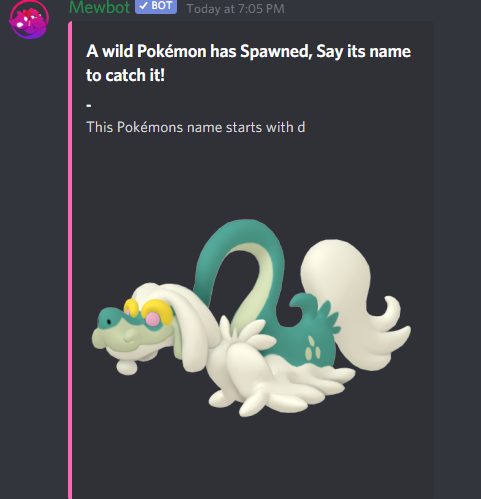 Mewbot BOT Today at 7:05 PM
A wild Pokémon has Spawned, Say its name
to catch it!
-
This Pokémons name starts with d